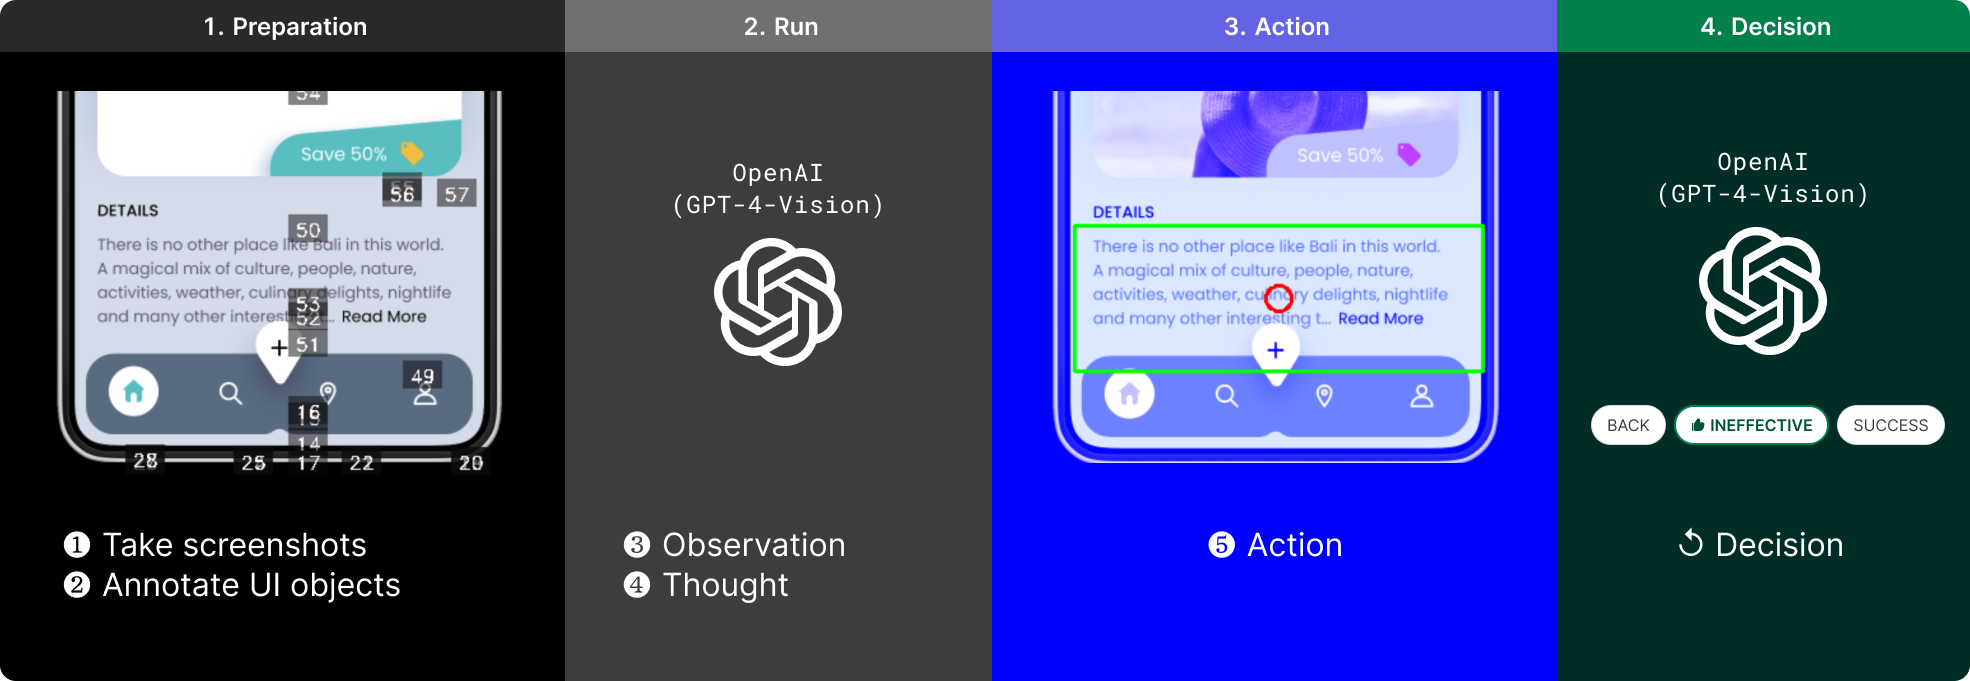 1. Preparation
54
Save 50%
56
57
DETAILS
50
There is no other place like Bali in this world.
A magical mix of culture, people, nature,
activities, weather, culinary delights, nightlife
53
52
and many other interesting t... Read More
+
51
49
16
14
28
25
17
22
20
❶ Take screenshots
❷ Annotate UI objects
2. Run
OpenAI
(GPT-4-Vision)
❸ Observation
❹ Thought
3. Action
Save 50%
DETAILS
There is no other place like Bali in this world.
A magical mix of culture, people, nature,
activities, weather, culinary delights, nightlife
and many other interesting t... Read More
+
❺ Action
4. Decision
OpenAI
(GPT-4-Vision)
BACK
INEFFECTIVE
SUCCESS
Decision